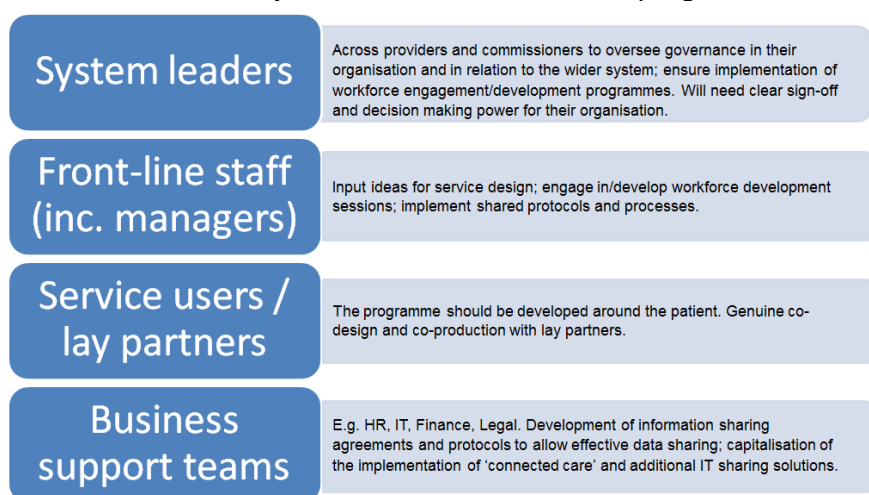 System leaders
Across providers and commissioners to oversee governance in their
organisation and in relation to the wider system; ensure implementation of
workforce engagement/development programmes. Will need clear sign-off
and decision making power for their organisation.
Front-line staff
(inc. managers)
Input ideas for service design; engage in/develop workforce development
sessions; implement shared protocols and processes.
Service users /
lay partners
The programme should be developed around the patient. Genuine co-
design and co-production with lay partners.
Business
support teams
E.g. HR, IT, Finance, Legal. Development of information sharing
agreements and protocols to allow effective data sharing; capitalisation of
the implementation of ‘connected care’ and additional IT sharing solutions.